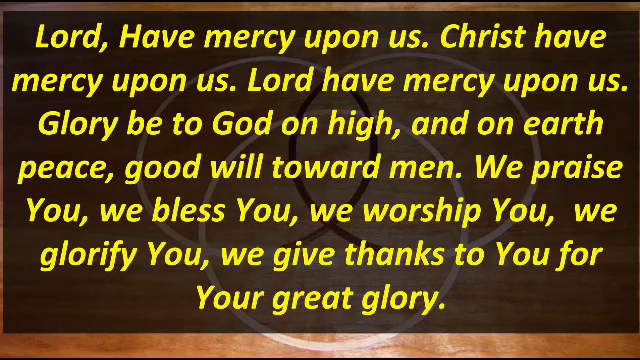 Lord, Have mercy upon us. Christ have
mercy upon us. Lord have mercy upon us.
Glory be to God on high, and on earth
peace, good will toward men. We praise
You, we bless You, we worship You, we
glorify You, we give thanks to You for
Your great glory.